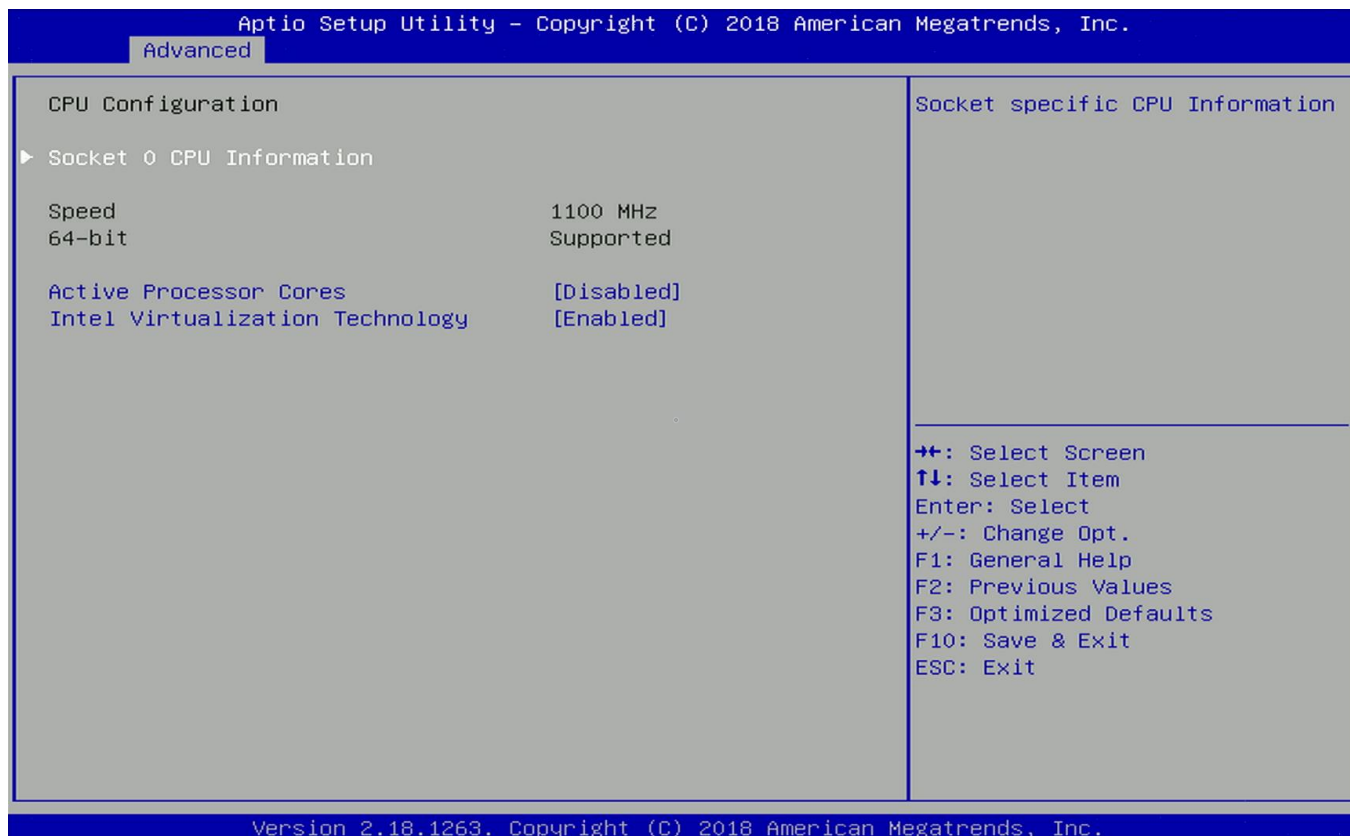 Aptio Setup Utility – Copyright (C) 2018 American Megatrends, Inc.
Advanced
CPU Configuration
▶ Socket 0 CPU Information
Speed 1100 MHz
64-bit Supported
Active Processor Cores [Disabled]
Intel Virtualization Technology [Enabled]
Socket specific CPU Information
→←: Select Screen
↑↓: Select Item
Enter: Select
+/-: Change Opt.
F1: General Help
F2: Previous Values
F3: Optimized Defaults
F10: Save & Exit
ESC: Exit
Version 2.18.1263. Copyright (C) 2018 American Megatrends, Inc.